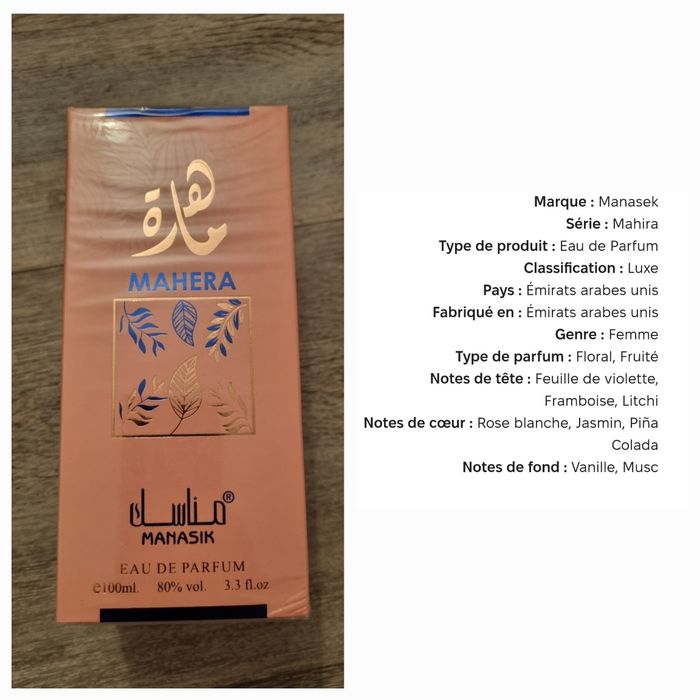 ماهرة
MAHERA
مناسك®
MANASIK
EAU DE PARFUM
e100ml. 80% vol. 3.3 fl.oz
Marque : Manasek
Série : Mahira
Type de produit : Eau de Parfum
Classification : Luxe
Pays : Émirats arabes unis
Fabriqué en : Émirats arabes unis
Genre : Femme
Type de parfum : Floral, Fruité
Notes de tête : Feuille de violette,
Framboise, Litchi
Notes de cœur : Rose blanche, Jasmin, Piña
Colada
Notes de fond : Vanille, Musc